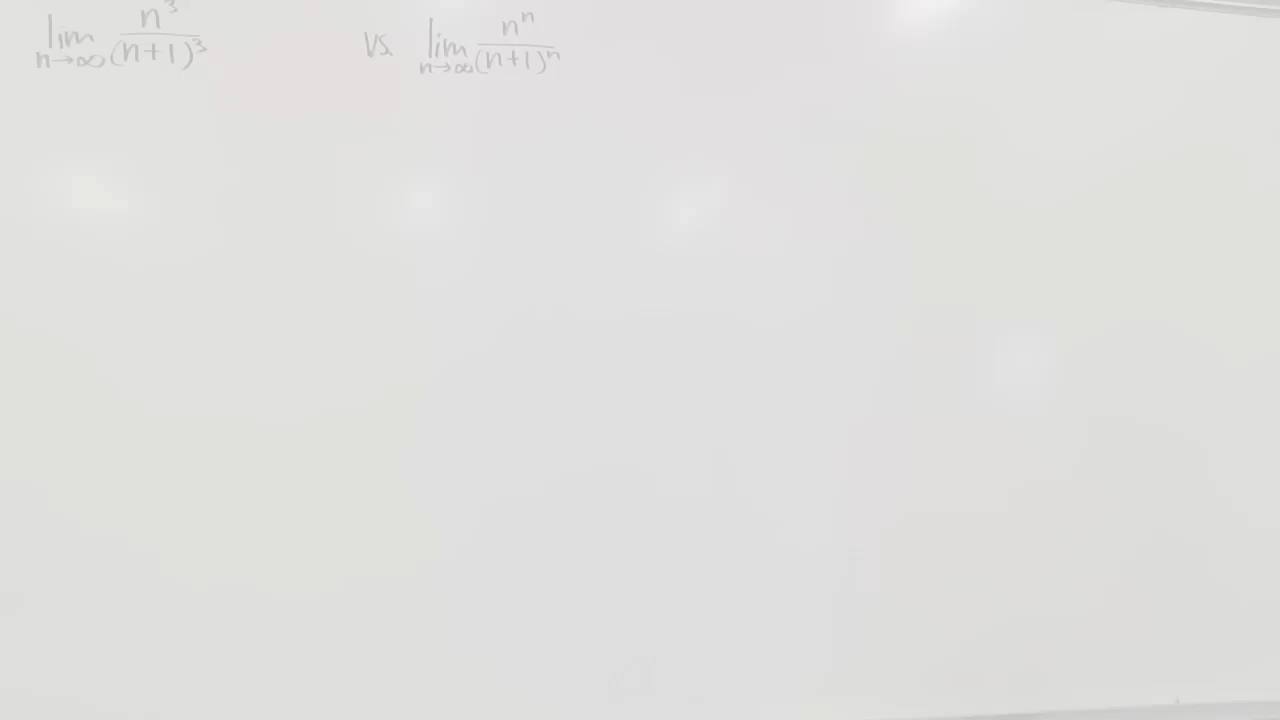 lim n→∞ n³/(n+1)³ vs. lim n→∞ nⁿ/(n+1)ⁿ